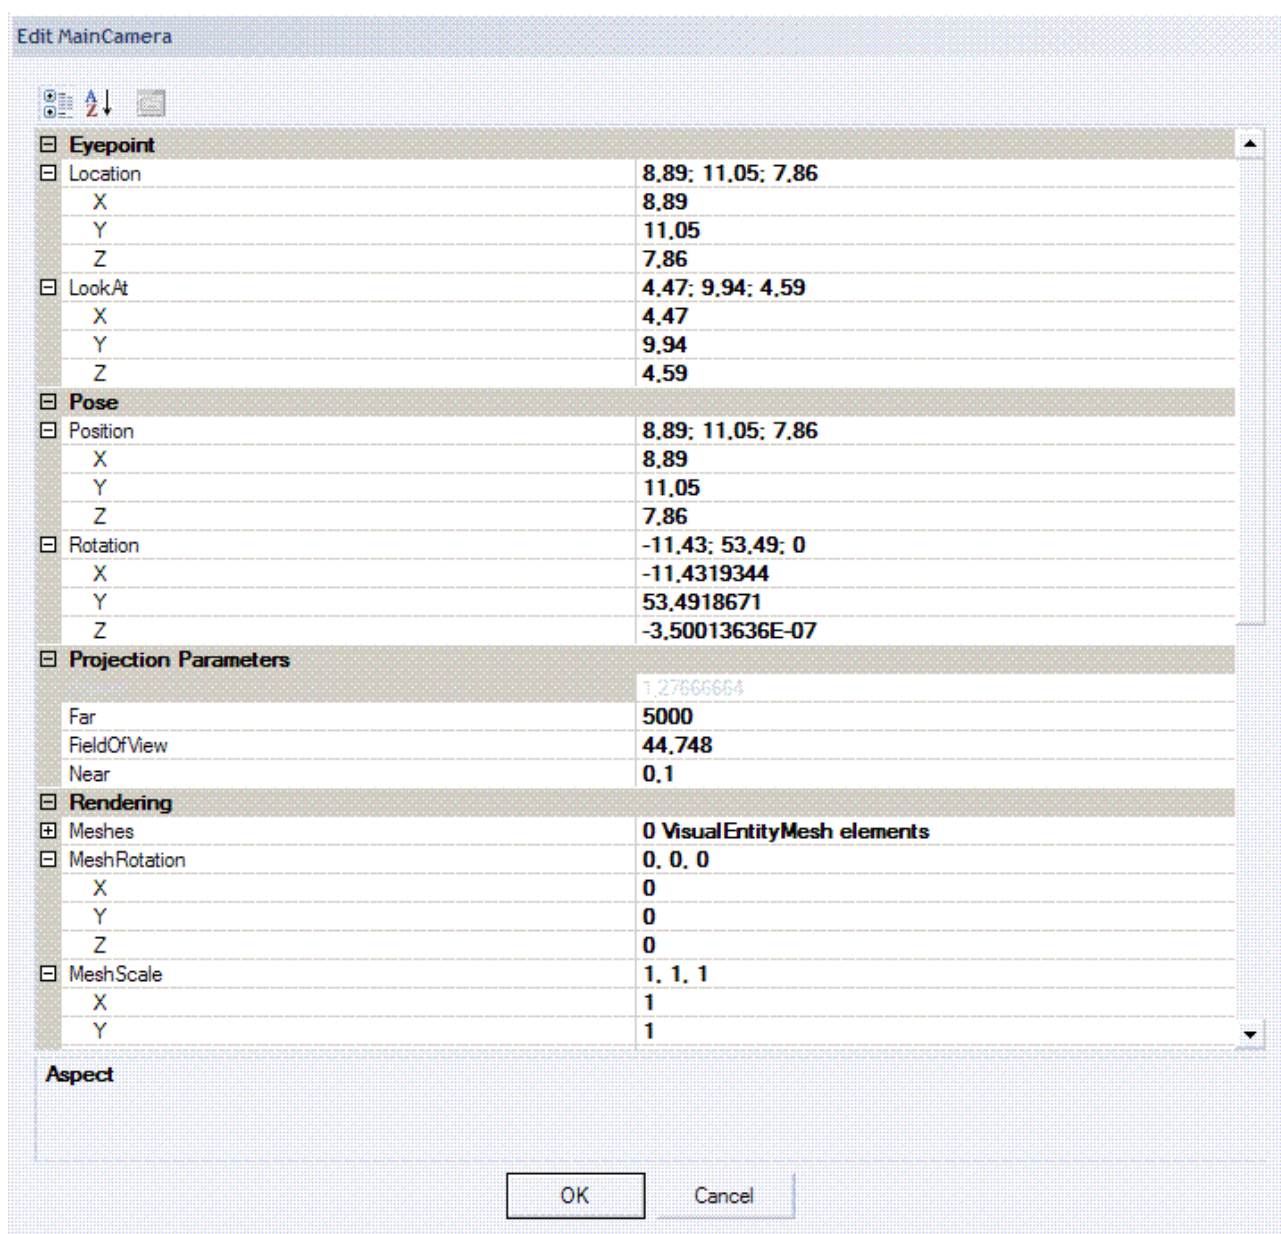 Edit MainCamera
Eyepoint
Location 8,89; 11,05; 7,86
X 8,89
Y 11,05
Z 7,86
LookAt 4,47; 9,94; 4,59
X 4,47
Y 9,94
Z 4,59
Pose
Position 8,89; 11,05; 7,86
X 8,89
Y 11,05
Z 7,86
Rotation -11,43; 53,49; 0
X -11,4319344
Y 53,4918671
Z -3,50013636E-07
Projection Parameters
1,27666664
Far 5000
FieldOfView 44,748
Near 0,1
Rendering
Meshes 0 VisualEntityMesh elements
MeshRotation 0, 0, 0
X 0
Y 0
Z 0
MeshScale 1, 1, 1
X 1
Y 1
Aspect
OK Cancel